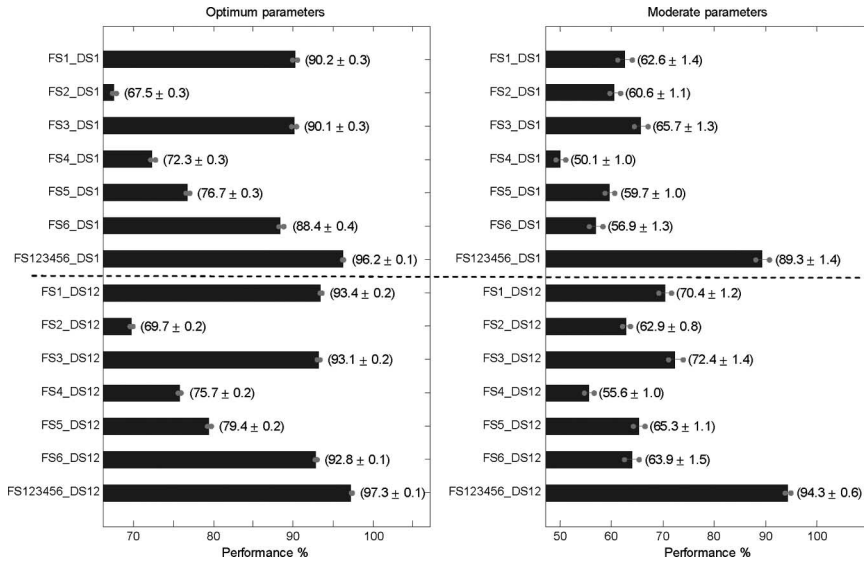 Optimum parameters
FS1_DS1 (90.2 ± 0.3)
FS2_DS1 (67.5 ± 0.3)
FS3_DS1 (90.1 ± 0.3)
FS4_DS1 (72.3 ± 0.3)
FS5_DS1 (76.7 ± 0.3)
FS6_DS1 (88.4 ± 0.4)
FS123456_DS1 (96.2 ± 0.1)
FS1_DS12 (93.4 ± 0.2)
FS2_DS12 (69.7 ± 0.2)
FS3_DS12 (93.1 ± 0.2)
FS4_DS12 (75.7 ± 0.2)
FS5_DS12 (79.4 ± 0.2)
FS6_DS12 (92.8 ± 0.1)
FS123456_DS12 (97.3 ± 0.1)
70 80 90 100
Performance %
Moderate parameters
FS1_DS1 (62.6 ± 1.4)
FS2_DS1 (60.6 ± 1.1)
FS3_DS1 (65.7 ± 1.3)
FS4_DS1 (50.1 ± 1.0)
FS5_DS1 (59.7 ± 1.0)
FS6_DS1 (56.9 ± 1.3)
FS123456_DS1 (89.3 ± 1.4)
FS1_DS12 (70.4 ± 1.2)
FS2_DS12 (62.9 ± 0.8)
FS3_DS12 (72.4 ± 1.4)
FS4_DS12 (55.6 ± 1.0)
FS5_DS12 (65.3 ± 1.1)
FS6_DS12 (63.9 ± 1.5)
FS123456_DS12 (94.3 ± 0.6)
50 60 70 80 90 100
Performance %